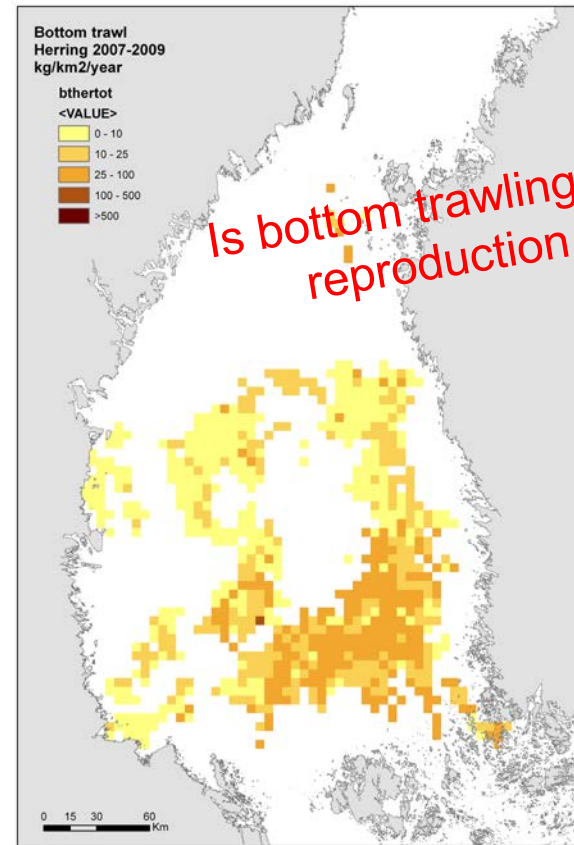 Bottom trawl
Herring 2007-2009
kg/km2/year
bthertot
<VALUE>
0 - 10
10 - 25
25 - 100
100 - 500
>500
Is bottom trawling
reproduction
0 15 30 60
Km